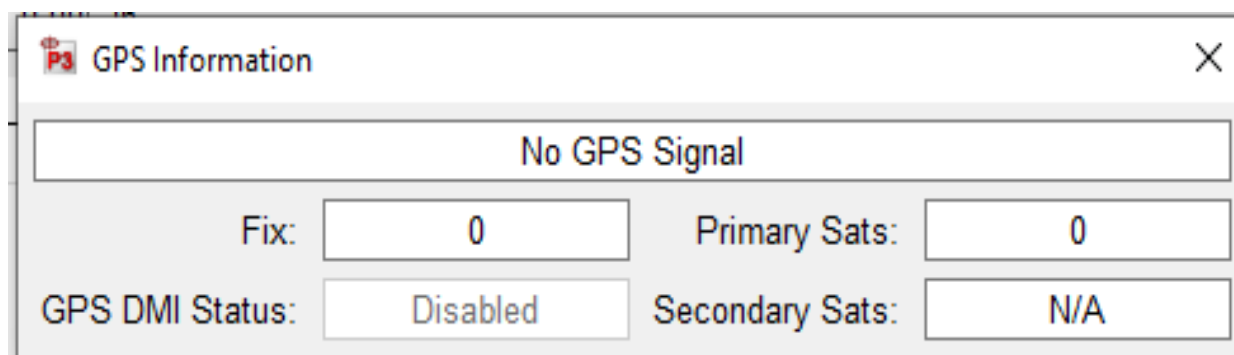 P3 GPS Information
No GPS Signal
Fix: 0 Primary Sats: 0
GPS DMI Status: Disabled Secondary Sats: N/A